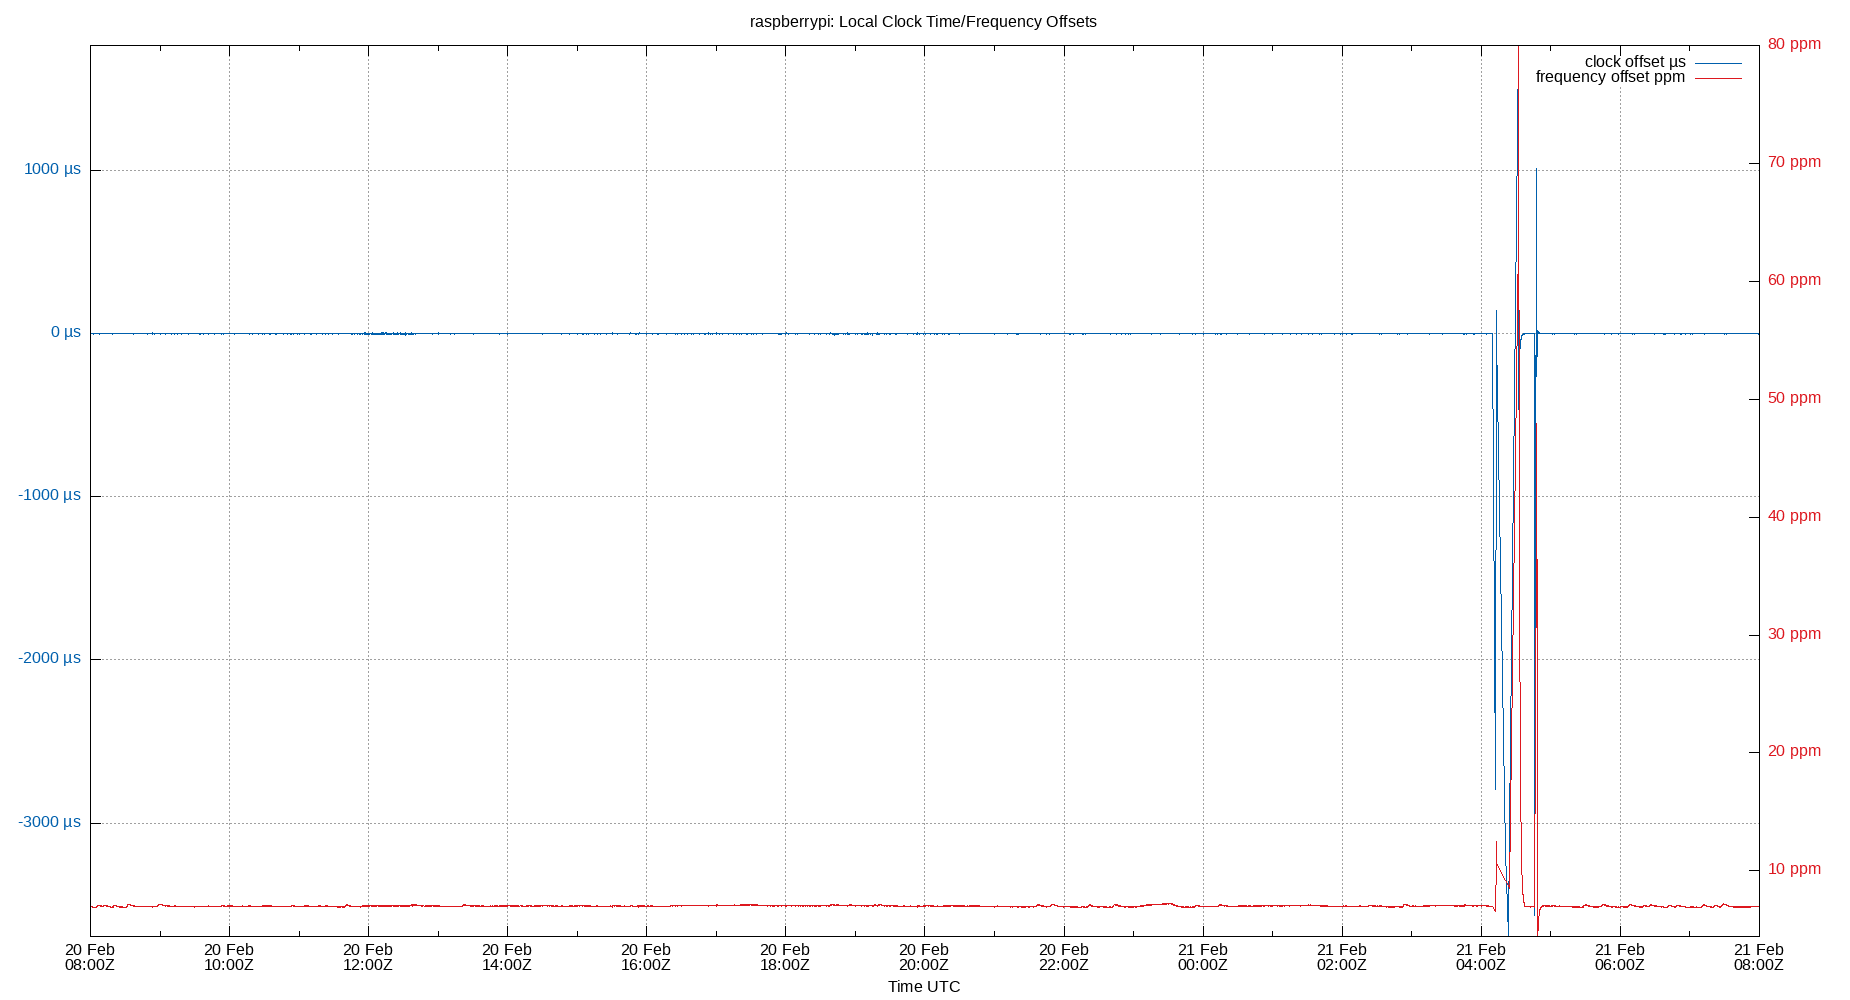 raspberrypi: Local Clock Time/Frequency Offsets
80 ppm
clock offset µs
frequency offset ppm
1000 µs
70 ppm
60 ppm
0 µs
50 ppm
-1000 µs
40 ppm
30 ppm
-2000 µs
20 ppm
-3000 µs
10 ppm
20 Feb 20 Feb 20 Feb 20 Feb 20 Feb 20 Feb 20 Feb 20 Feb 21 Feb 21 Feb 21 Feb 21 Feb 21 Feb
08:00Z 10:00Z 12:00Z 14:00Z 16:00Z 18:00Z 20:00Z 22:00Z 00:00Z 02:00Z 04:00Z 06:00Z 08:00Z
Time UTC